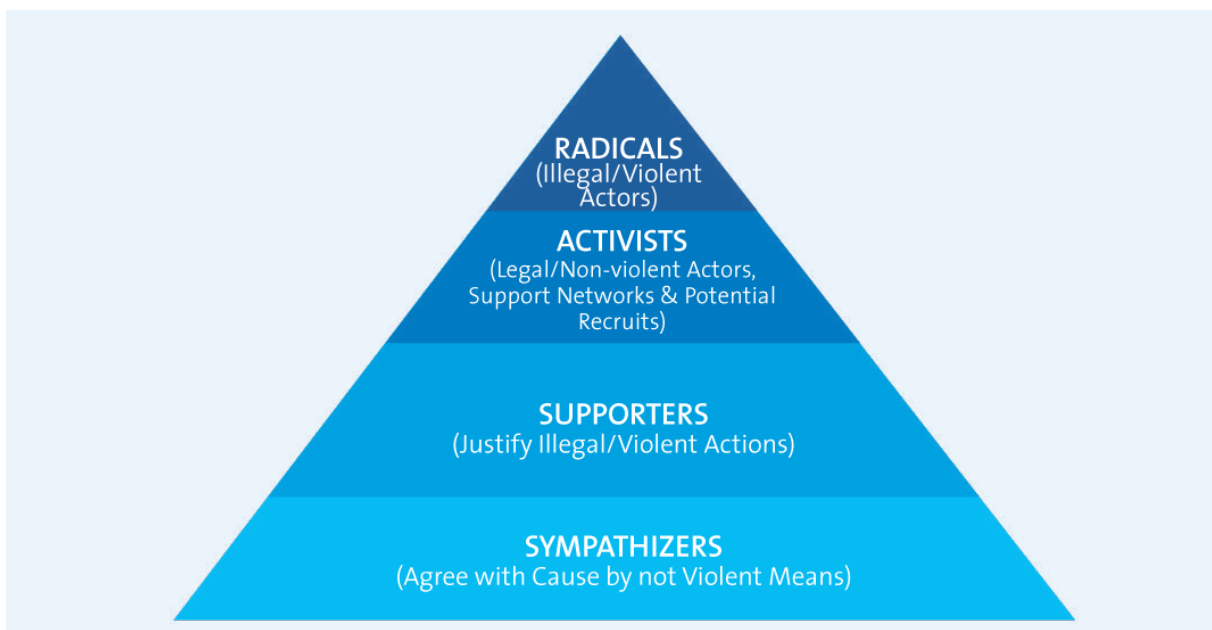 RADICALS
(Illegal/Violent
Actors)
ACTIVISTS
(Legal/Non-violent Actors,
Support Networks & Potential
Recruits)
SUPPORTERS
(Justify Illegal/Violent Actions)
SYMPATHIZERS
(Agree with Cause by not Violent Means)